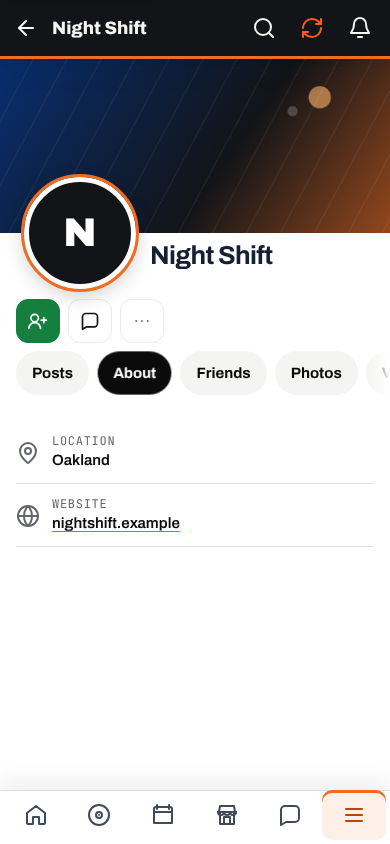 Night Shift
N
Night Shift
Posts
About
Friends
Photos
LOCATION
Oakland
WEBSITE
nightshift.example